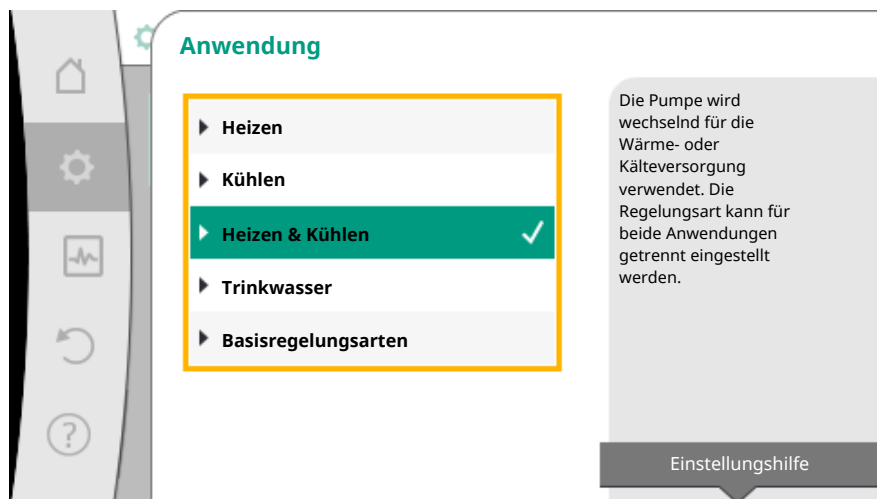 Anwendung
Heizen
Kühlen
Heizen & Kühlen
Trinkwasser
Basisregelungsarten
Die Pumpe wird
wechselnd für die
Wärme- oder
Kälteversorgung
verwendet. Die
Regelungsart kann für
beide Anwendungen
getrennt eingestellt
werden.
Einstellungshilfe